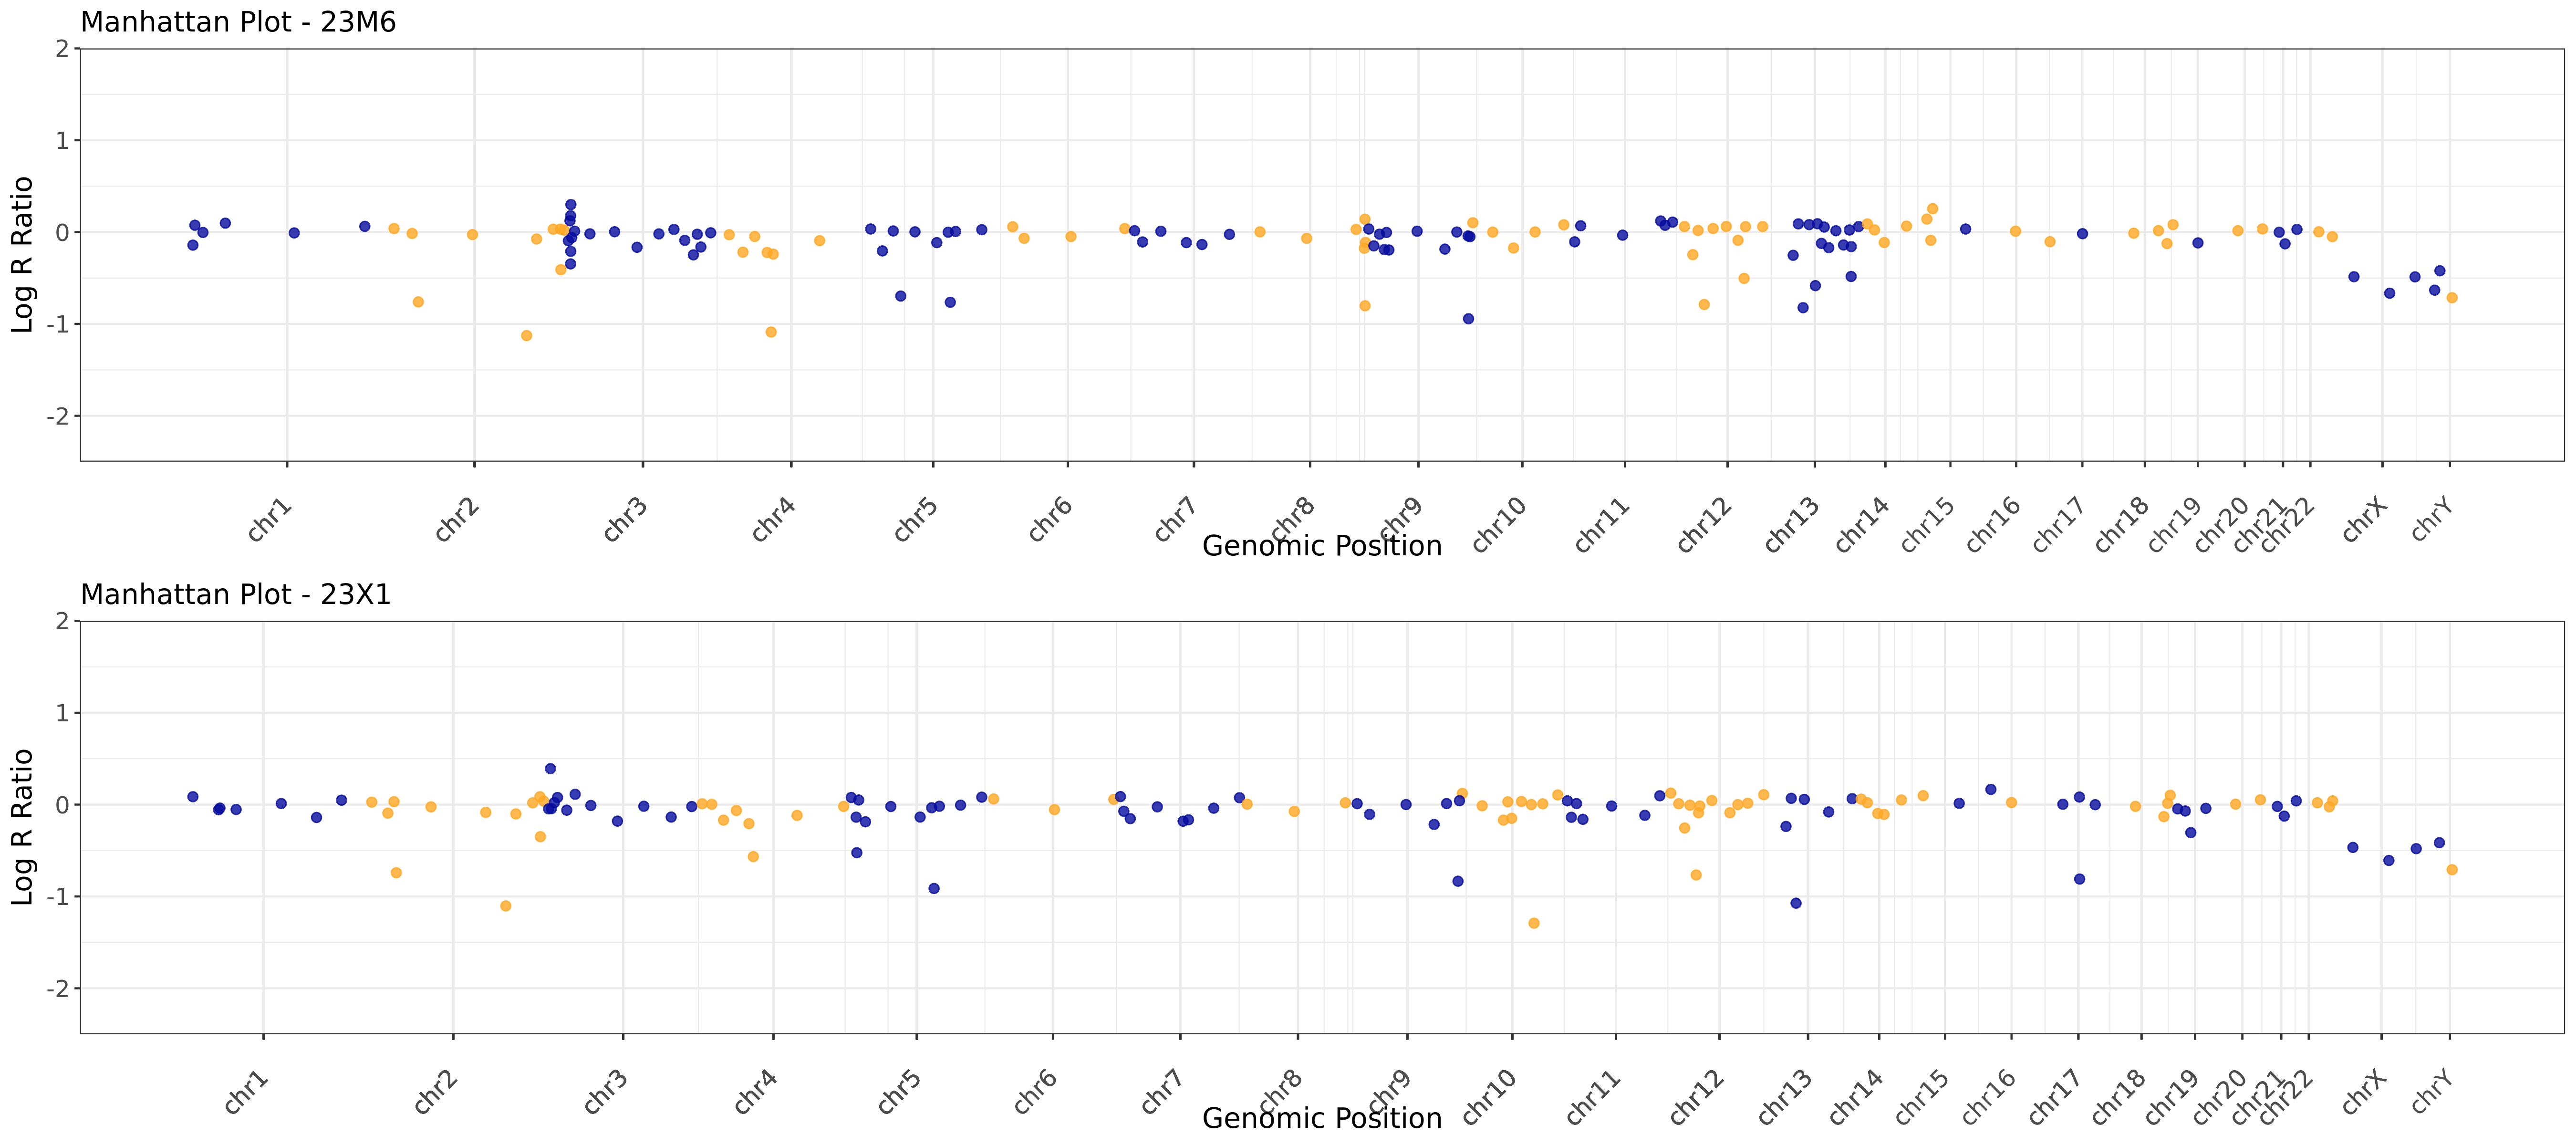 Manhattan Plot - 23M6
2
1
0
-1
-2
Log R Ratio
chr1 chr2 chr3 chr4 chr5 chr6 chr7 chr8 chr9 chr10 chr11 chr12 chr13 chr14 chr15 chr16 chr17 chr18 chr19 chr20 chr21 chr22 chrX chrY
Genomic Position
Manhattan Plot - 23X1
2
1
0
-1
-2
Log R Ratio
chr1 chr2 chr3 chr4 chr5 chr6 chr7 chr8 chr9 chr10 chr11 chr12 chr13 chr14 chr15 chr16 chr17 chr18 chr19 chr20 chr21 chr22 chrX chrY
Genomic Position